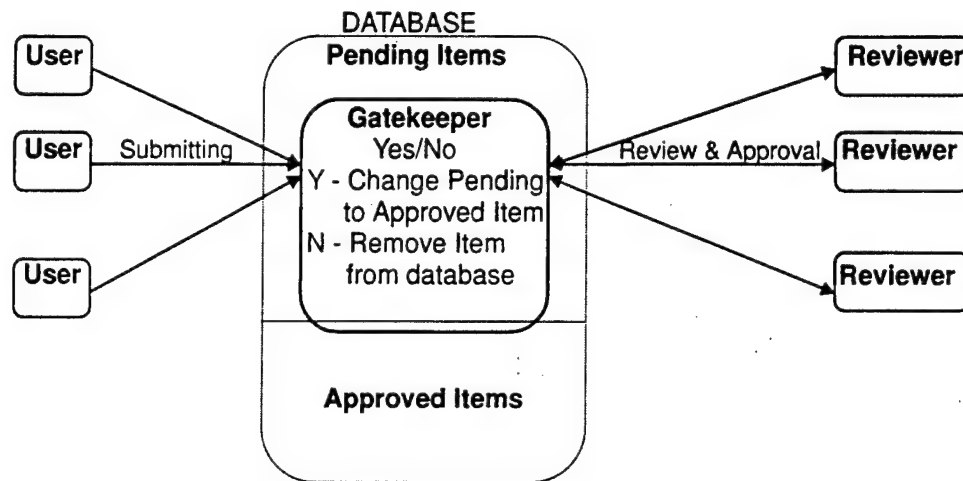 DATABASE
User
Pending Items
Reviewer
Gatekeeper
Yes/No
User
Submitting
Review & Approval
Reviewer
Y - Change Pending
to Approved Item
N - Remove Item
from database
User
Reviewer
Approved Items